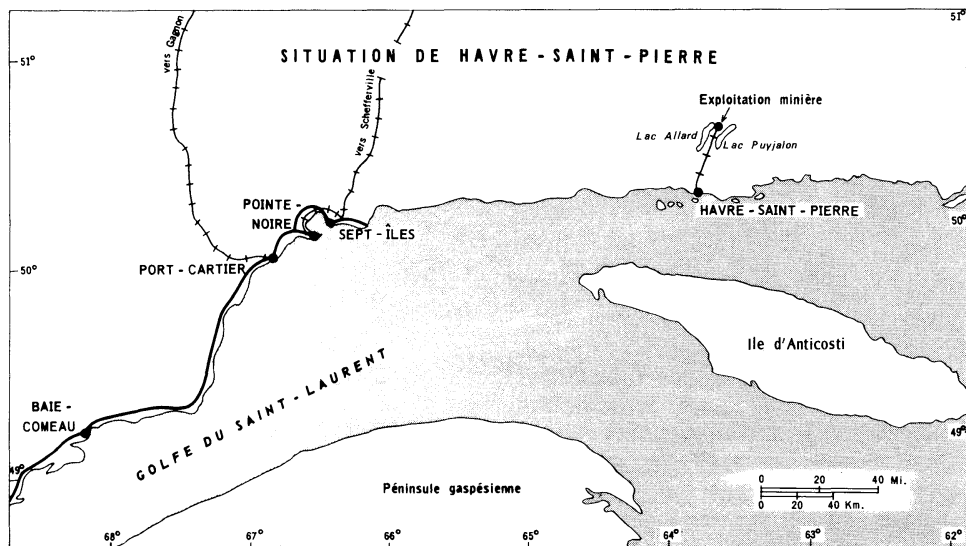 51°
vers Gagnon
SITUATION DE HAVRE-SAINT-PIERRE
51°
vers Schefferville
Exploitation minière
Lac Allard
Lac Puyjalon
POINTE-
NOIRE
SEPT-ÎLES
HAVRE-SAINT-PIERRE
50°
50°
PORT-CARTIER
Ile d'Anticosti
GOLFE DU SAINT-LAURENT
BAIE-
COMEAU
49°
49°
Péninsule gaspésienne
0 20 40 Mi.
0 20 40 Km.
68° 67° 66° 65° 64° 63° 62°